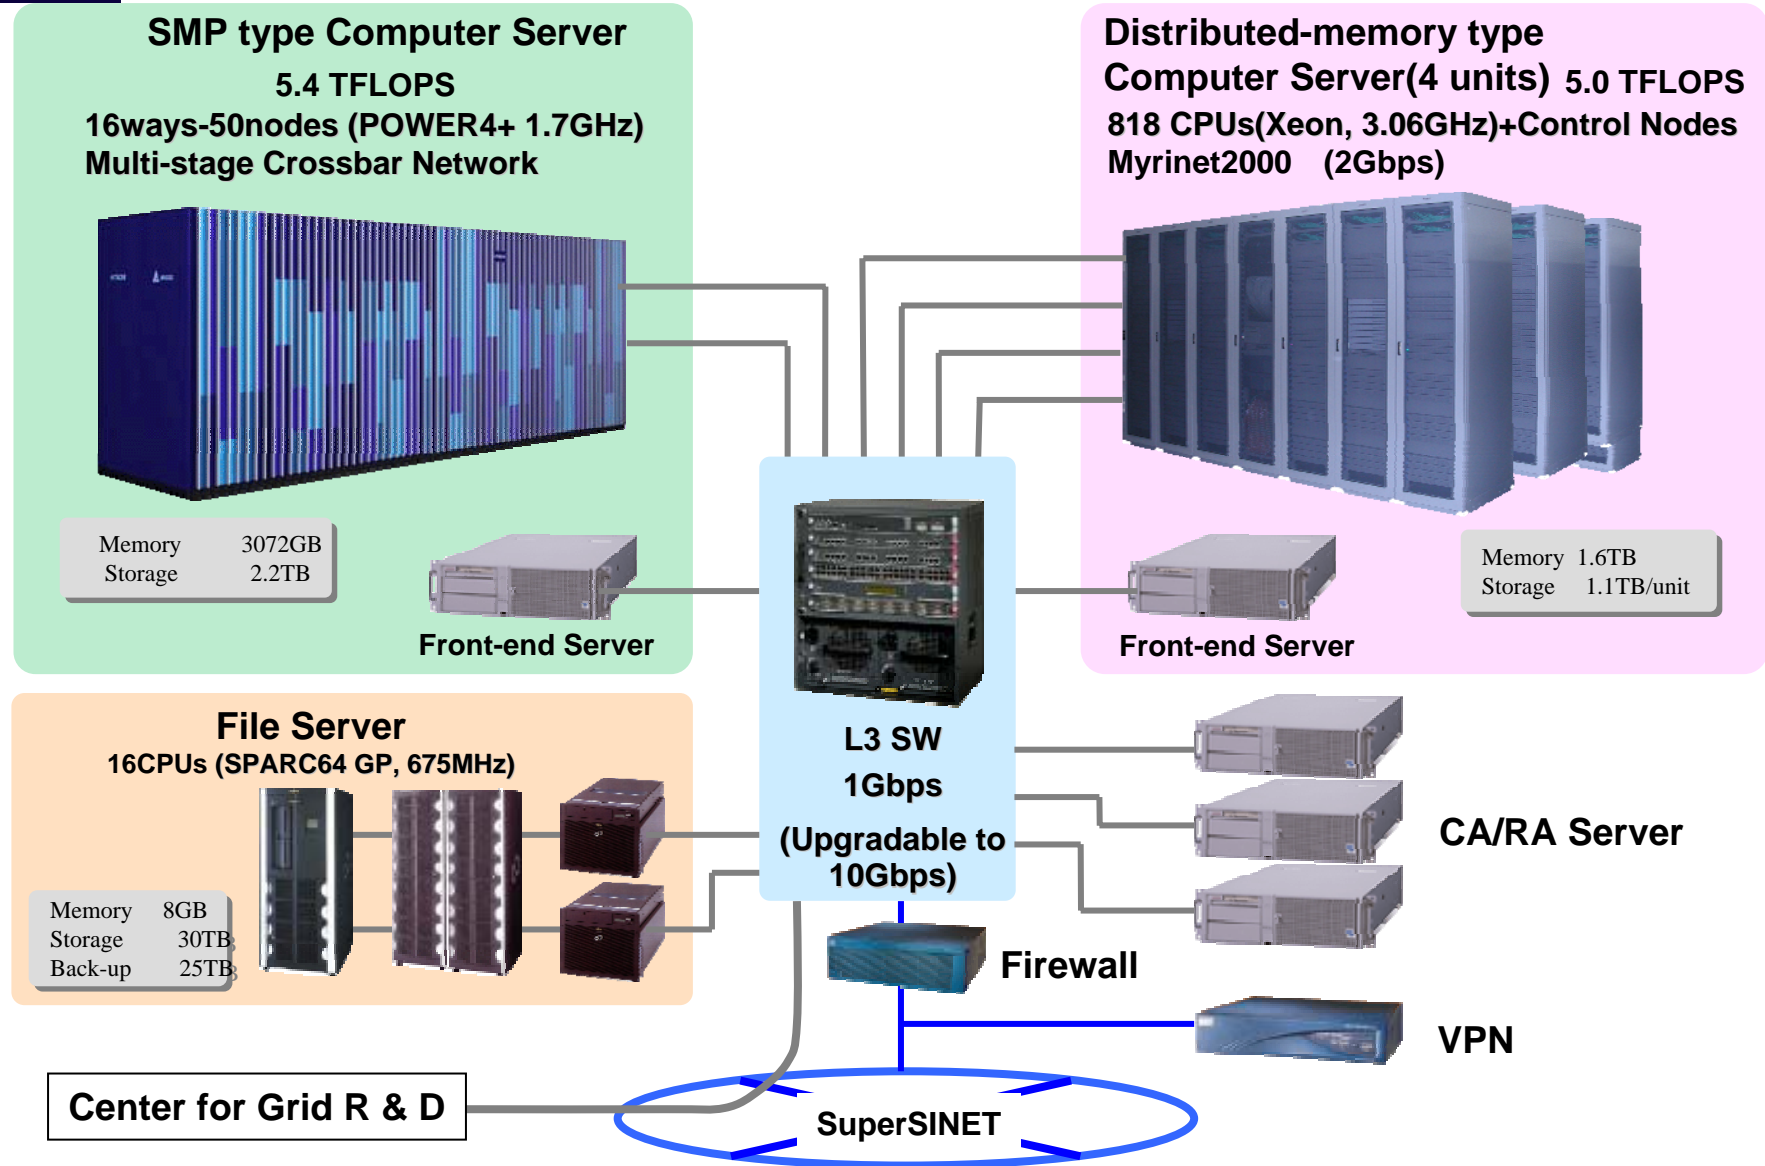 SMP type Computer Server
5.4 TFLOPS
16ways-50nodes (POWER4+ 1.7GHz)
Multi-stage Crossbar Network
Memory 3072GB
Storage 2.2TB
Front-end Server
Distributed-memory type
Computer Server(4 units) 5.0 TFLOPS
818 CPUs(Xeon, 3.06GHz)+Control Nodes
Myrinet2000 (2Gbps)
Memory 1.6TB
Storage 1.1TB/unit
Front-end Server
File Server
16CPUs (SPARC64 GP, 675MHz)
Memory 8GB
Storage 30TB
Back-up 25TB
L3 SW
1Gbps
(Upgradable to
10Gbps)
CA/RA Server
Firewall
VPN
Center for Grid R & D
SuperSINET